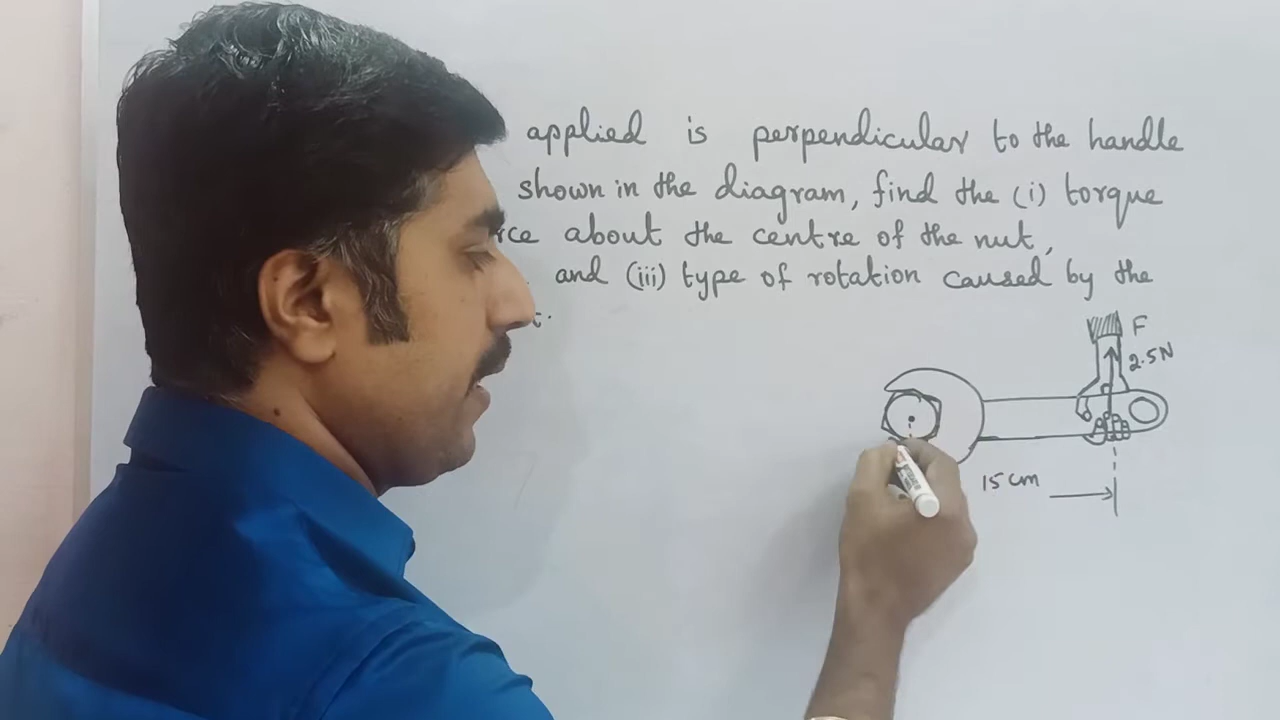 applied is perpendicular to the handle
shown in the diagram, find the (i) torque
about the centre of the nut,
and (iii) type of rotation caused by the
F
2.5N
15 cm